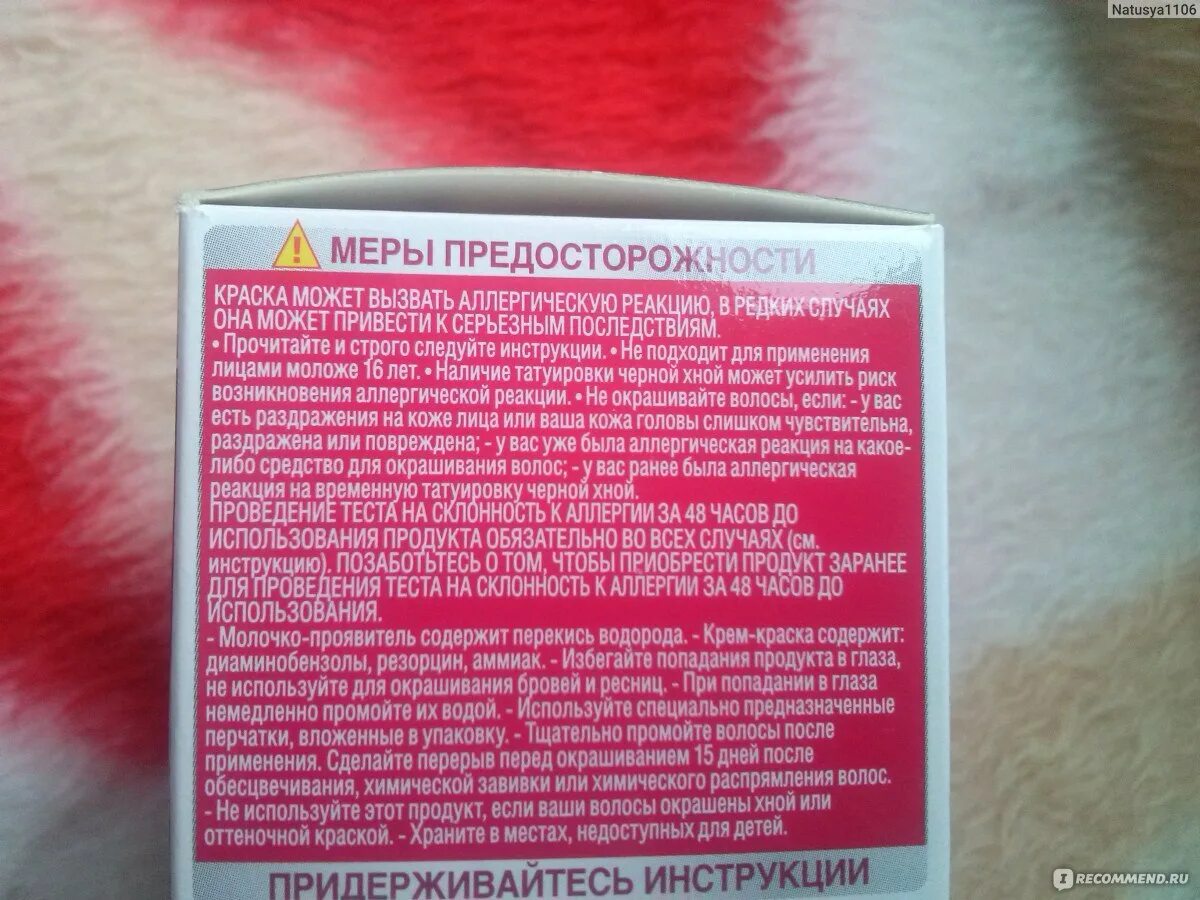 Natusya1106
МЕРЫ ПРЕДОСТОРОЖНОСТИ
КРАСКА МОЖЕТ ВЫЗВАТЬ АЛЛЕРГИЧЕСКУЮ РЕАКЦИЮ, В РЕДКИХ СЛУЧАЯХ
ОНА МОЖЕТ ПРИВЕСТИ К СЕРЬЕЗНЫМ ПОСЛЕДСТВИЯМ.
• Прочитайте и строго следуйте инструкции. • Не подходит для применения
лицами моложе 16 лет. • Наличие татуировки черной хной может усилить риск
возникновения аллергической реакции. • Не окрашивайте волосы, если: - у вас
есть раздражения на коже лица или ваша кожа головы слишком чувствительна,
раздражена или повреждена; - у вас уже была аллергическая реакция на какое-
либо средство для окрашивания волос; - у вас ранее была аллергическая
реакция на временную татуировку черной хной.
ПРОВЕДЕНИЕ ТЕСТА НА СКЛОННОСТЬ К АЛЛЕРГИИ ЗА 48 ЧАСОВ ДО
ИСПОЛЬЗОВАНИЯ ПРОДУКТА ОБЯЗАТЕЛЬНО ВО ВСЕХ СЛУЧАЯХ (см.
инструкцию). ПОЗАБОТЬТЕСЬ О ТОМ, ЧТОБЫ ПРИОБРЕСТИ ПРОДУКТ ЗАРАНЕЕ
ДЛЯ ПРОВЕДЕНИЯ ТЕСТА НА СКЛОННОСТЬ К АЛЛЕРГИИ ЗА 48 ЧАСОВ ДО
ИСПОЛЬЗОВАНИЯ.
- Молочко-проявитель содержит перекись водорода. - Крем-краска содержит:
диаминобензолы, резорцин, аммиак. - Избегайте попадания продукта в глаза,
не используйте для окрашивания бровей и ресниц. - При попадании в глаза
немедленно промойте их водой. - Используйте специально предназначенные
перчатки, вложенные в упаковку. - Тщательно промойте волосы после
применения. Сделайте перерыв перед окрашиванием 15 дней после
обесцвечивания, химической завивки или химического распрямления волос.
- Не используйте этот продукт, если ваши волосы окрашены хной или
оттеночной краской. - Храните в местах, недоступных для детей.
ПРИДЕРЖИВАЙТЕСЬ ИНСТРУКЦИИ
IRECOMMEND.RU